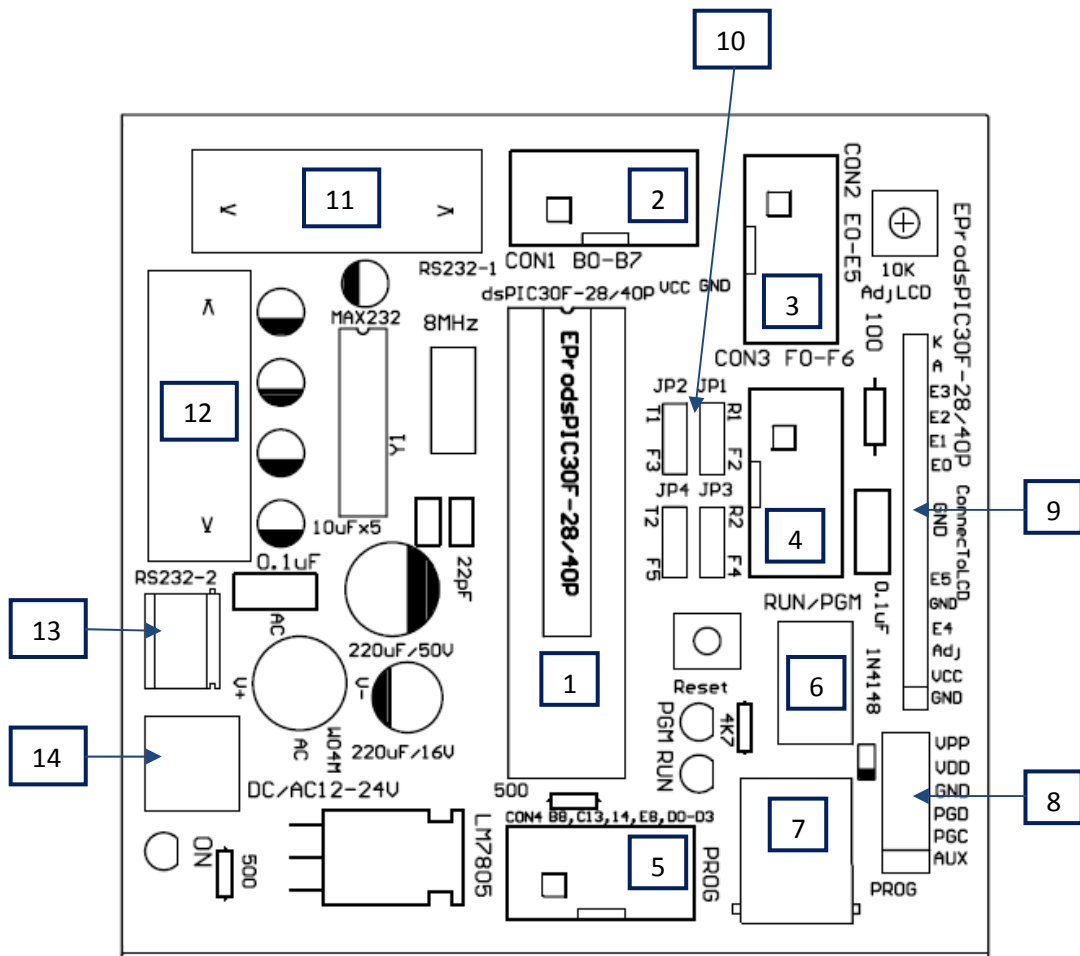 10
11
2
3
CON2 E0-E5
10K
AdjLCD
EProdsPIC30F-28/40P ConnecToLCD
RS232-1
CON1 B0-B7
MAX232
8MHz
dsPIC30F-28/40P
VCC GND
EProdsPIC30F-28/40P
CON3 F0-F6
100
JP2
JP1
T1
F3
R1
F2
JP4
JP3
T2
F5
R2
F4
4
K
A
E3
E2
E1
E0
GND
E5
GND
E4
Adj
VCC
GND
9
12
Y1
10uFx5
0.1uF
22pF
RS232-2
13
AC
V+
V-
AC
W04M
220uF/50V
220uF/16V
1
RUN/PGM
0.1uF
1N4148
6
Reset
PGM
RUN
4K7
14
DC/AC12-24V
ON
500
LM7805
500
CON4 B8,C13,14,E8,D0-D3
5
PROG
7
VPP
VDD
GND
PGD
PGC
AUX
PROG
8